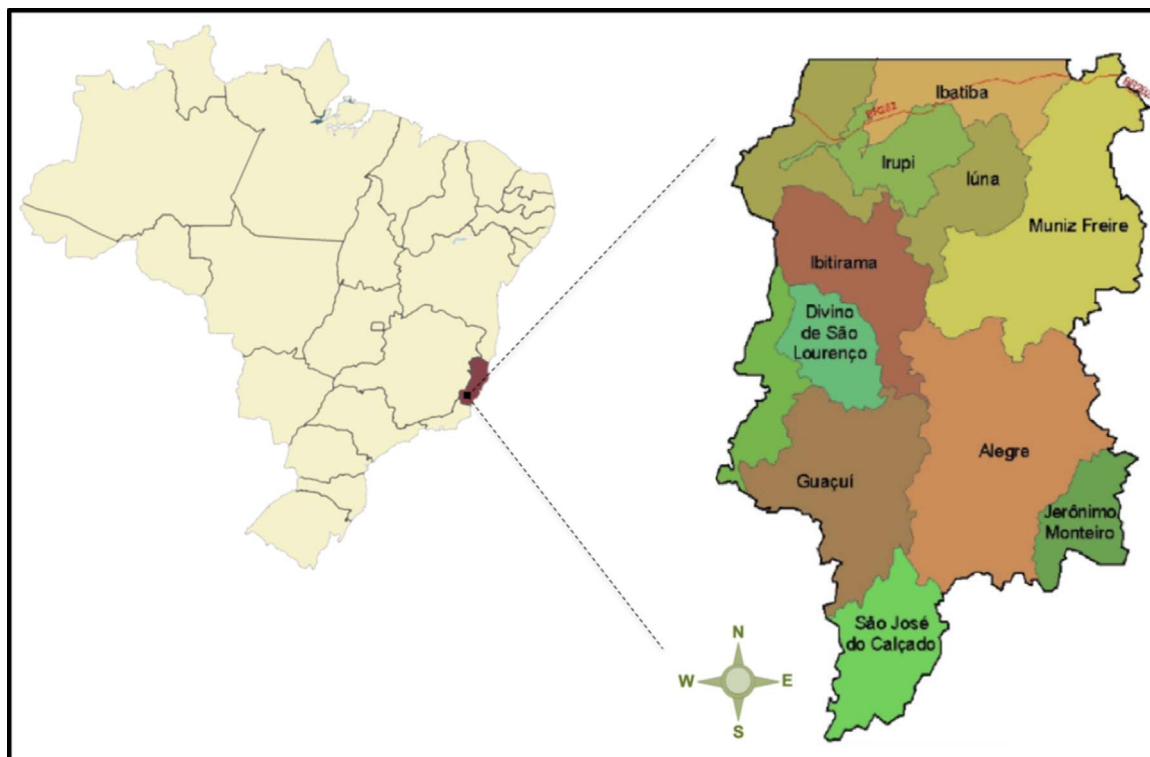 Ibatiba
Irupi
Iúna
Muniz Freire
Ibitirama
Divino
de São
Lourenço
Alegre
Guaçuí
Jerônimo
Monteiro
São José
do Calçado
N
W
E
S